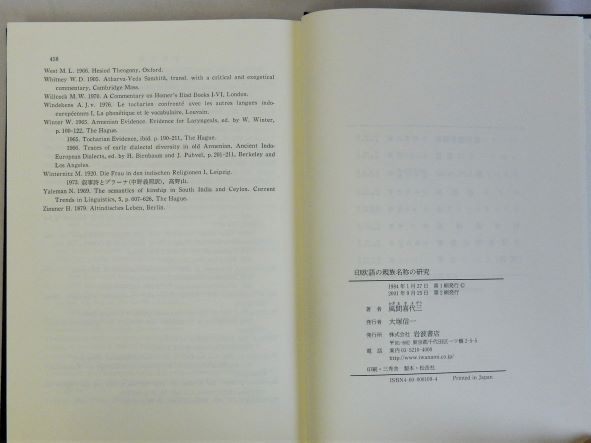 458
West M. L. 1966. Hesiod Theogony, Oxford.
Whitney W. D. 1905. Atharva-Veda Saṁhitā, transl. with a critical and exegetical
commentary, Cambridge Mass.
Willcock M. W. 1970. A Commentary on Homer's Iliad Books I-VI, London.
Windekens A. J. v. 1976. Le tocharien confronté avec les autres langues indo-
européennes I, La phonétique et le vocabulaire, Louvain.
Winter W. 1965. Armenian Evidence. Evidence for Laryngeals, ed. by W. Winter,
p. 100-122, The Hague.
1965. Tocharian Evidence, ibid. p. 190-211, The Hague.
1966. Traces of early dialectal diversity in old Armenian. Ancient Indo-
European Dialects, ed. by H. Birnbaum and J. Puhvel, p. 201-211, Berkeley and
Los Angeles.
Winternitz M. 1920. Die Frau in den indischen Religionen I, Leipzig.
1973. 叙事詩とプラーナ(中野義照訳), 高野山.
Yaleman N. 1969. The semantics of kinship in South India and Ceylon. Current
Trends in Linguistics, 5, p. 607-626, The Hague.
Zimmer H. 1879. Altindisches Leben, Berlin.
印欧語の親族名称の研究
1984年1月27日 第1刷発行 ©
2001年9月25日 第2刷発行
著者 風間喜代三
発行者 大塚信一
発行所 株式会社 岩波書店
東京都千代田区一ツ橋2-5-5
電話 案内03-5210-4000
http://www.iwanami.co.jp/
印刷・三秀舎 製本・松岳社
ISBN4-00-000109-4 Printed in Japan